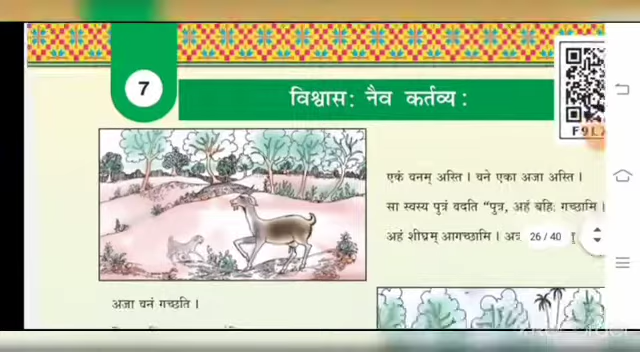 7
विश्वासः नैव कर्तव्यः
एकं वनम् अस्ति । वने एका अजा अस्ति ।
सा स्वस्य पुत्रं वदति “पुत्र, अहं बहिः गच्छामि ।
अहं शीघ्रम् आगच्छामि ।
26 / 40
अजा वनं गच्छति ।